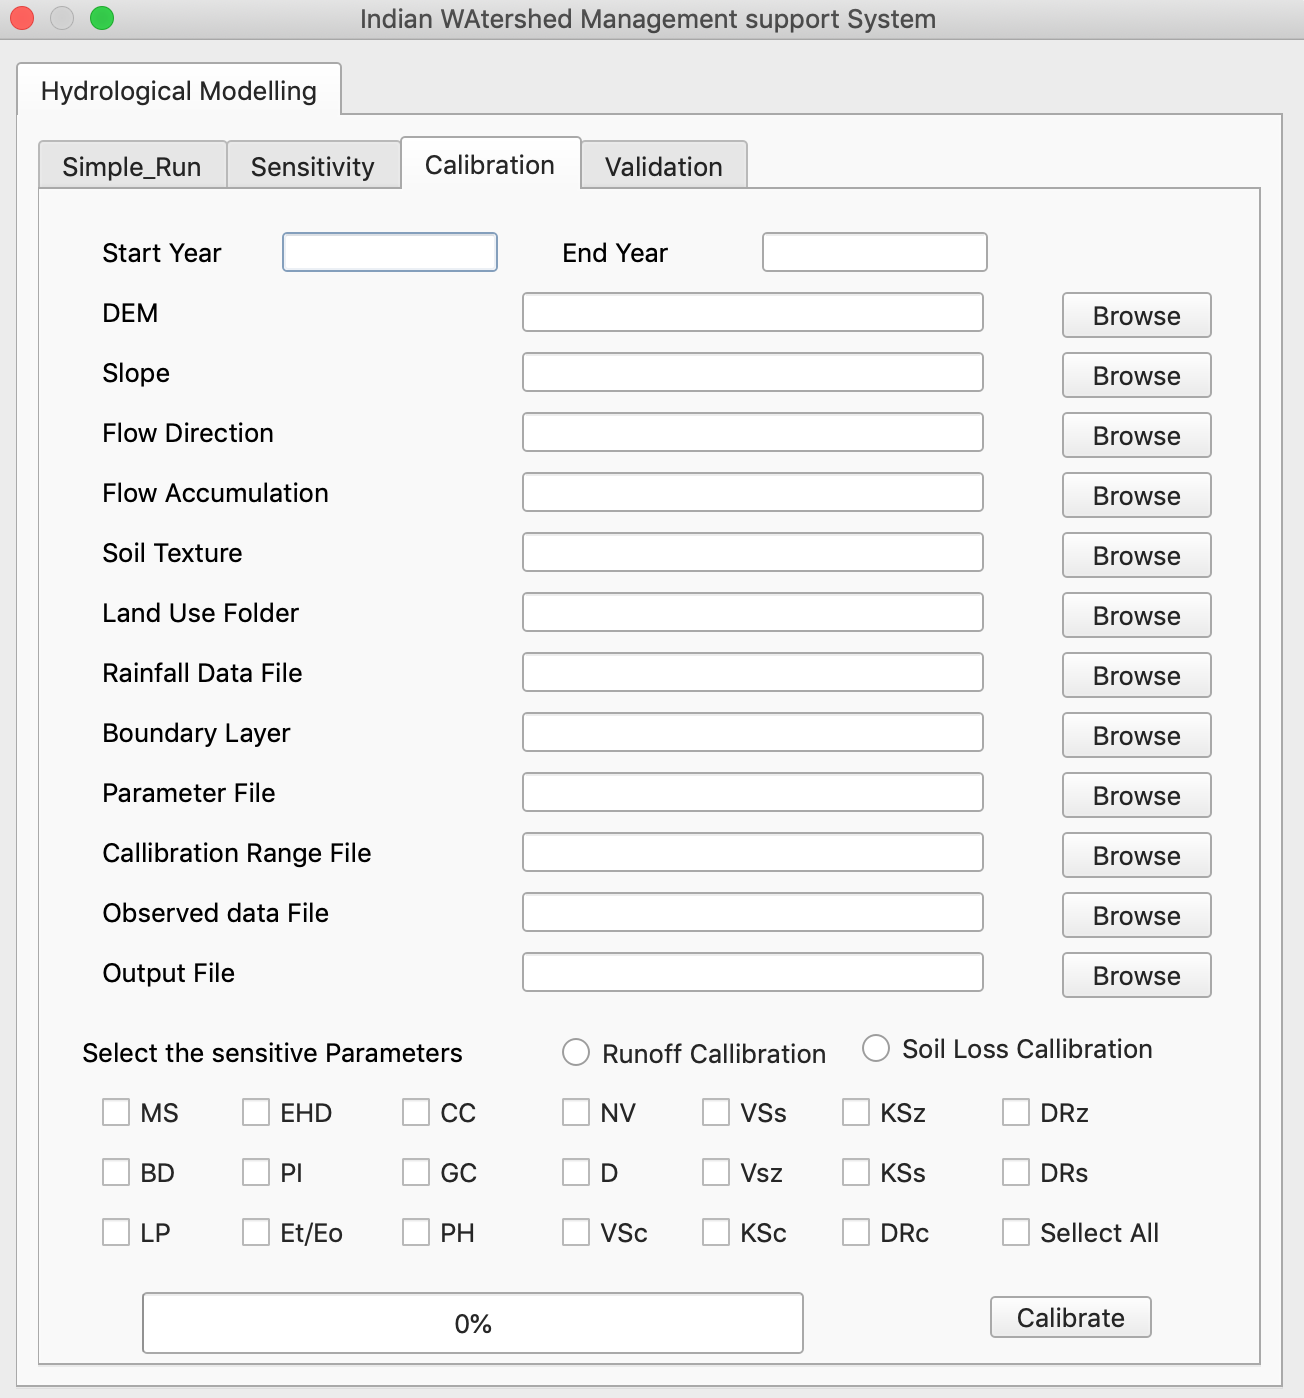 Indian WAtershed Management support System
Hydrological Modelling
Simple_Run Sensitivity Calibration Validation
Start Year End Year
DEM Browse
Slope Browse
Flow Direction Browse
Flow Accumulation Browse
Soil Texture Browse
Land Use Folder Browse
Rainfall Data File Browse
Boundary Layer Browse
Parameter File Browse
Callibration Range File Browse
Observed data File Browse
Output File Browse
Select the sensitive Parameters Runoff Callibration Soil Loss Callibration
MS EHD CC NV VSs KSz DRz
BD PI GC D Vsz KSs DRs
LP Et/Eo PH VSc KSc DRc Sellect All
0% Calibrate